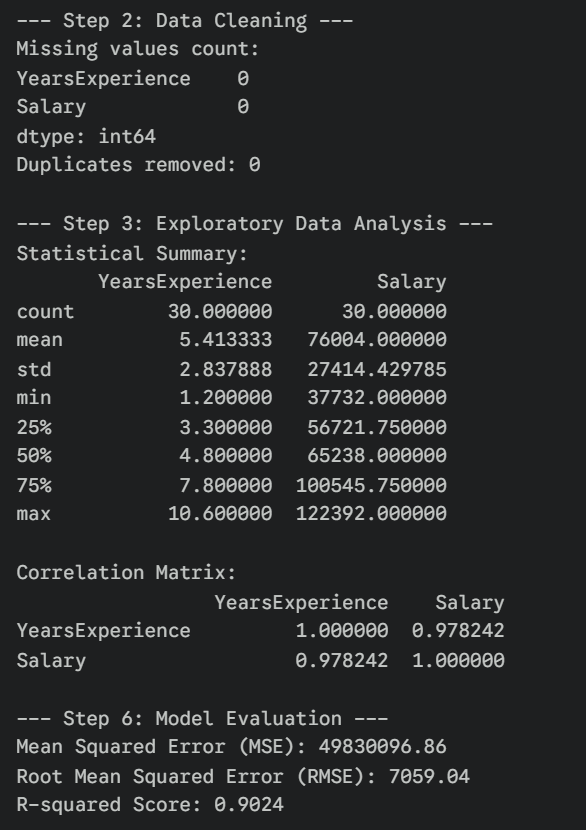 --- Step 2: Data Cleaning ---
Missing values count:
YearsExperience    0
Salary             0
dtype: int64
Duplicates removed: 0

--- Step 3: Exploratory Data Analysis ---
Statistical Summary:
       YearsExperience         Salary
count        30.000000      30.000000
mean          5.413333   76004.000000
std           2.837888   27414.429785
min           1.200000   37732.000000
25%           3.300000   56721.750000
50%           4.800000   65238.000000
75%           7.800000  100545.750000
max          10.600000  122392.000000

Correlation Matrix:
                 YearsExperience    Salary
YearsExperience         1.000000  0.978242
Salary                  0.978242  1.000000

--- Step 6: Model Evaluation ---
Mean Squared Error (MSE): 49830096.86
Root Mean Squared Error (RMSE): 7059.04
R-squared Score: 0.9024